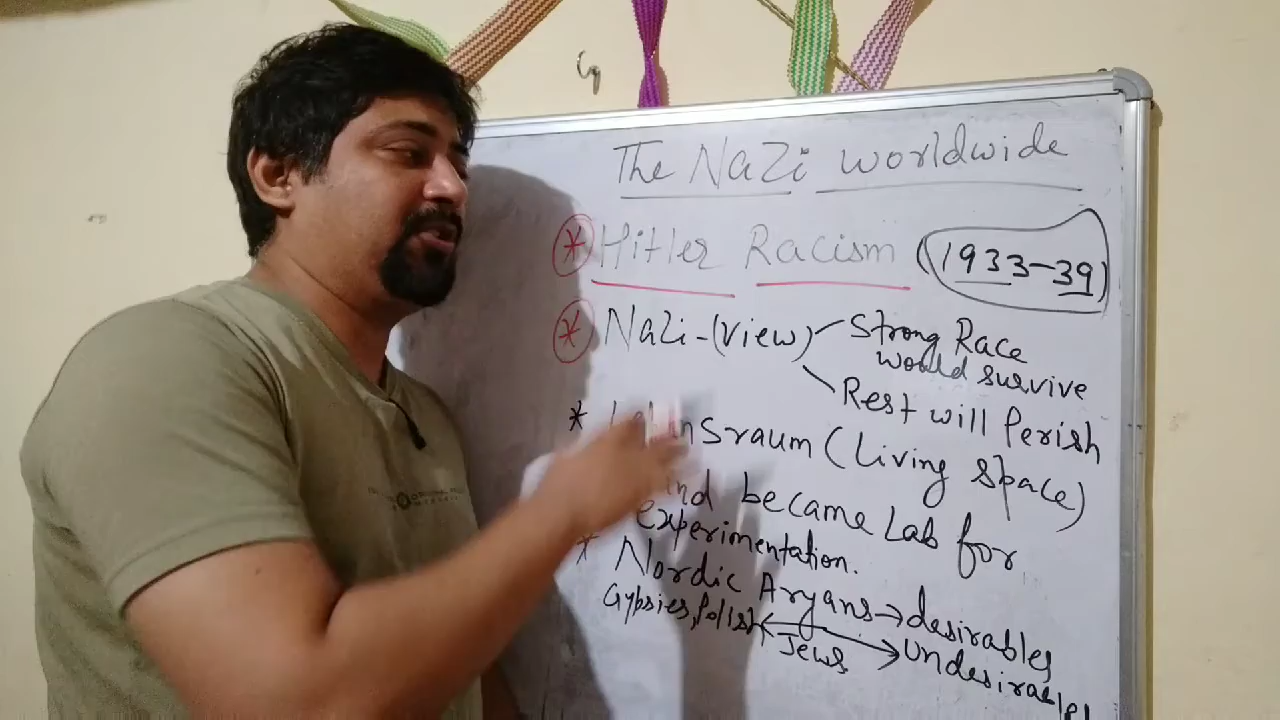 The Nazi worldwide
* Hitler Racism (1933-39)
* Nazi-(view) Strong Race
would survive
Rest will Perish
* Lebensraum (Living space)
became Lab for
experimentation.
* Nordic Aryans → desirables
Gypsies, Polish ← Jews → Undesirables